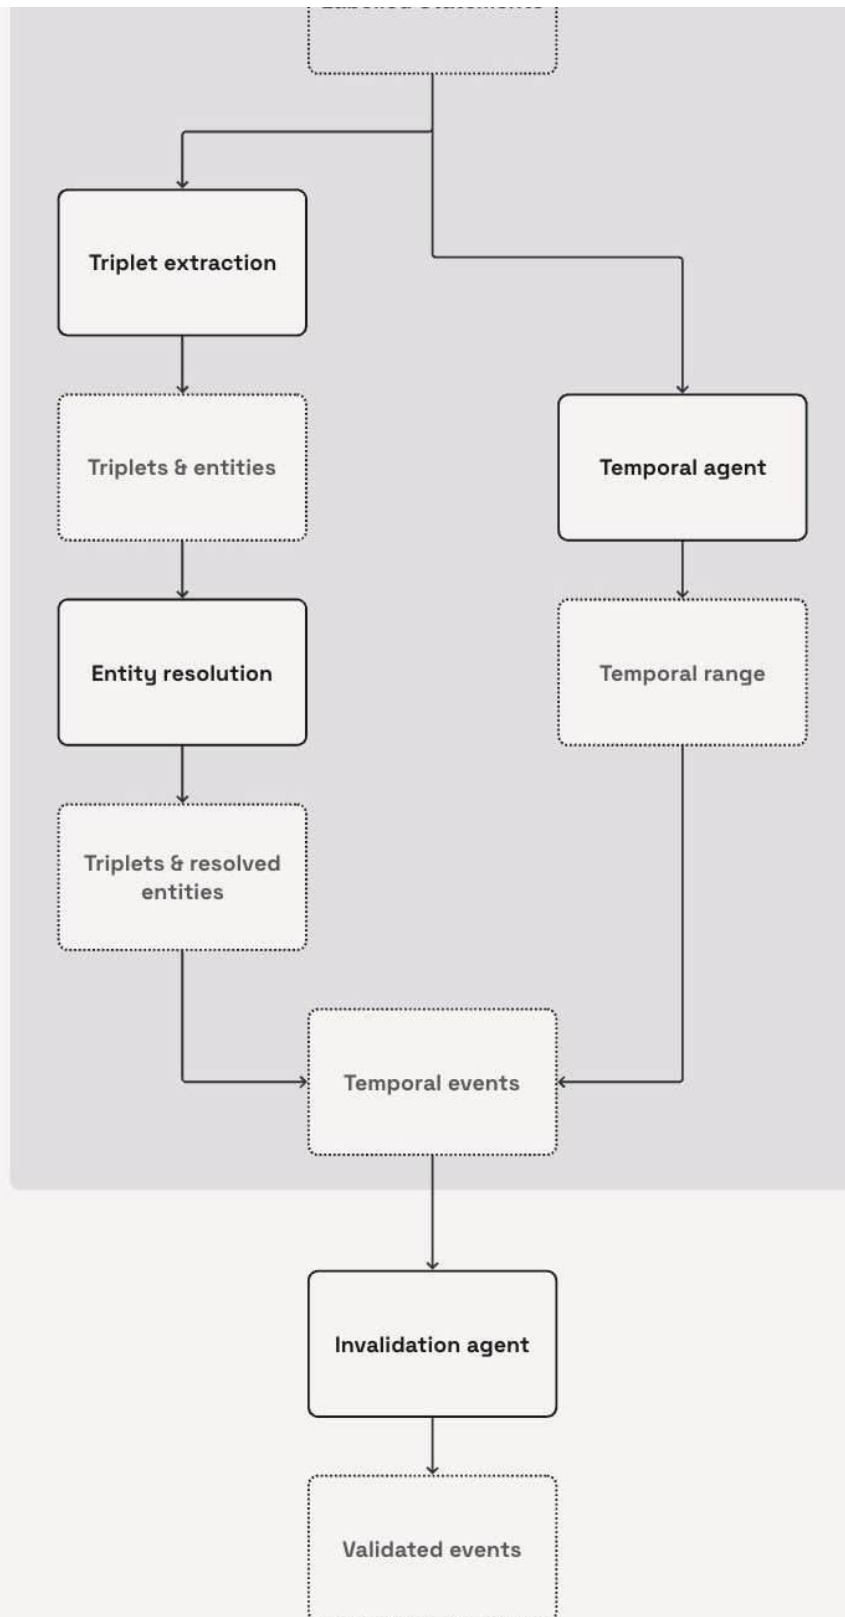 Triplet extraction
Triplets & entities
Temporal agent
Entity resolution
Temporal range
Triplets & resolved
entities
Temporal events
Invalidation agent
Validated events